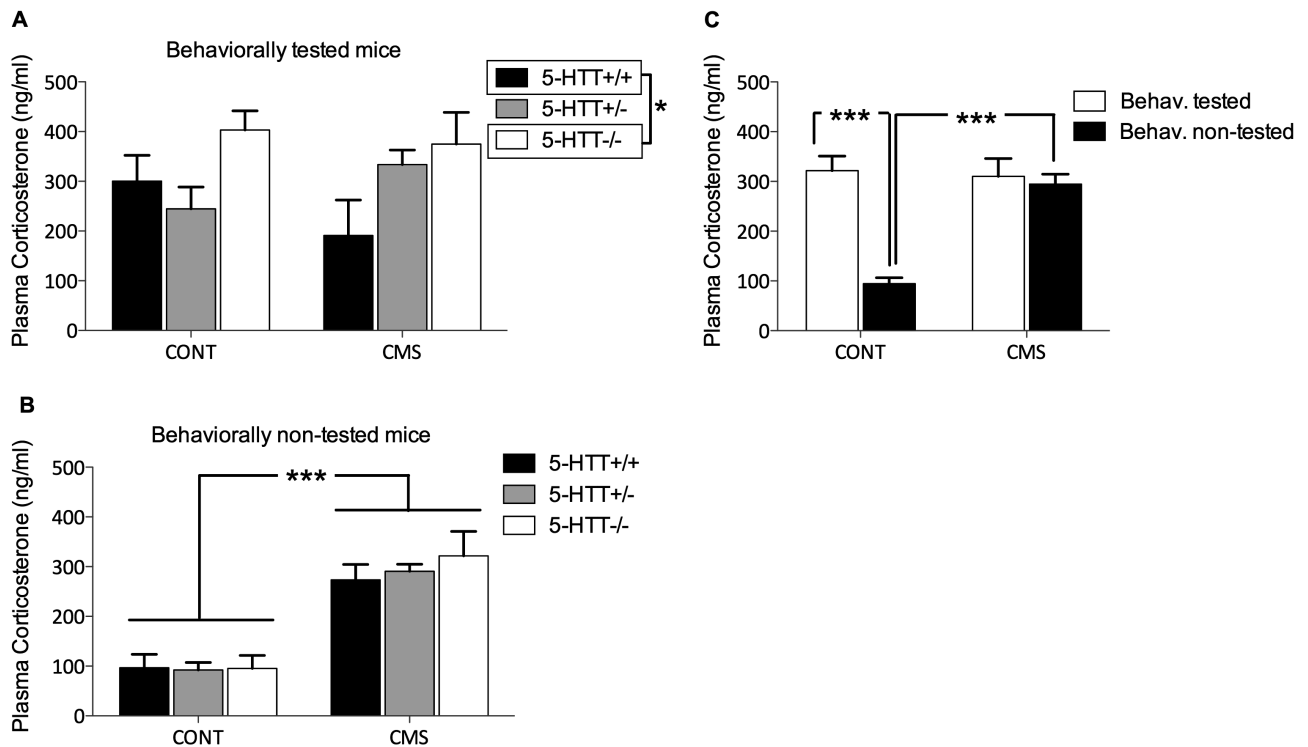 A
Behaviorally tested mice
Plasma Corticosterone (ng/ml)
500
400
300
200
100
0
CONT
CMS
5-HTT+/+
5-HTT+/-
5-HTT-/-
*
B
Behaviorally non-tested mice
Plasma Corticosterone (ng/ml)
500
400
300
200
100
0
***
CONT
CMS
5-HTT+/+
5-HTT+/-
5-HTT-/-
C
Plasma Corticosterone (ng/ml)
500
400
300
200
100
0
***
***
CONT
CMS
Behav. tested
Behav. non-tested